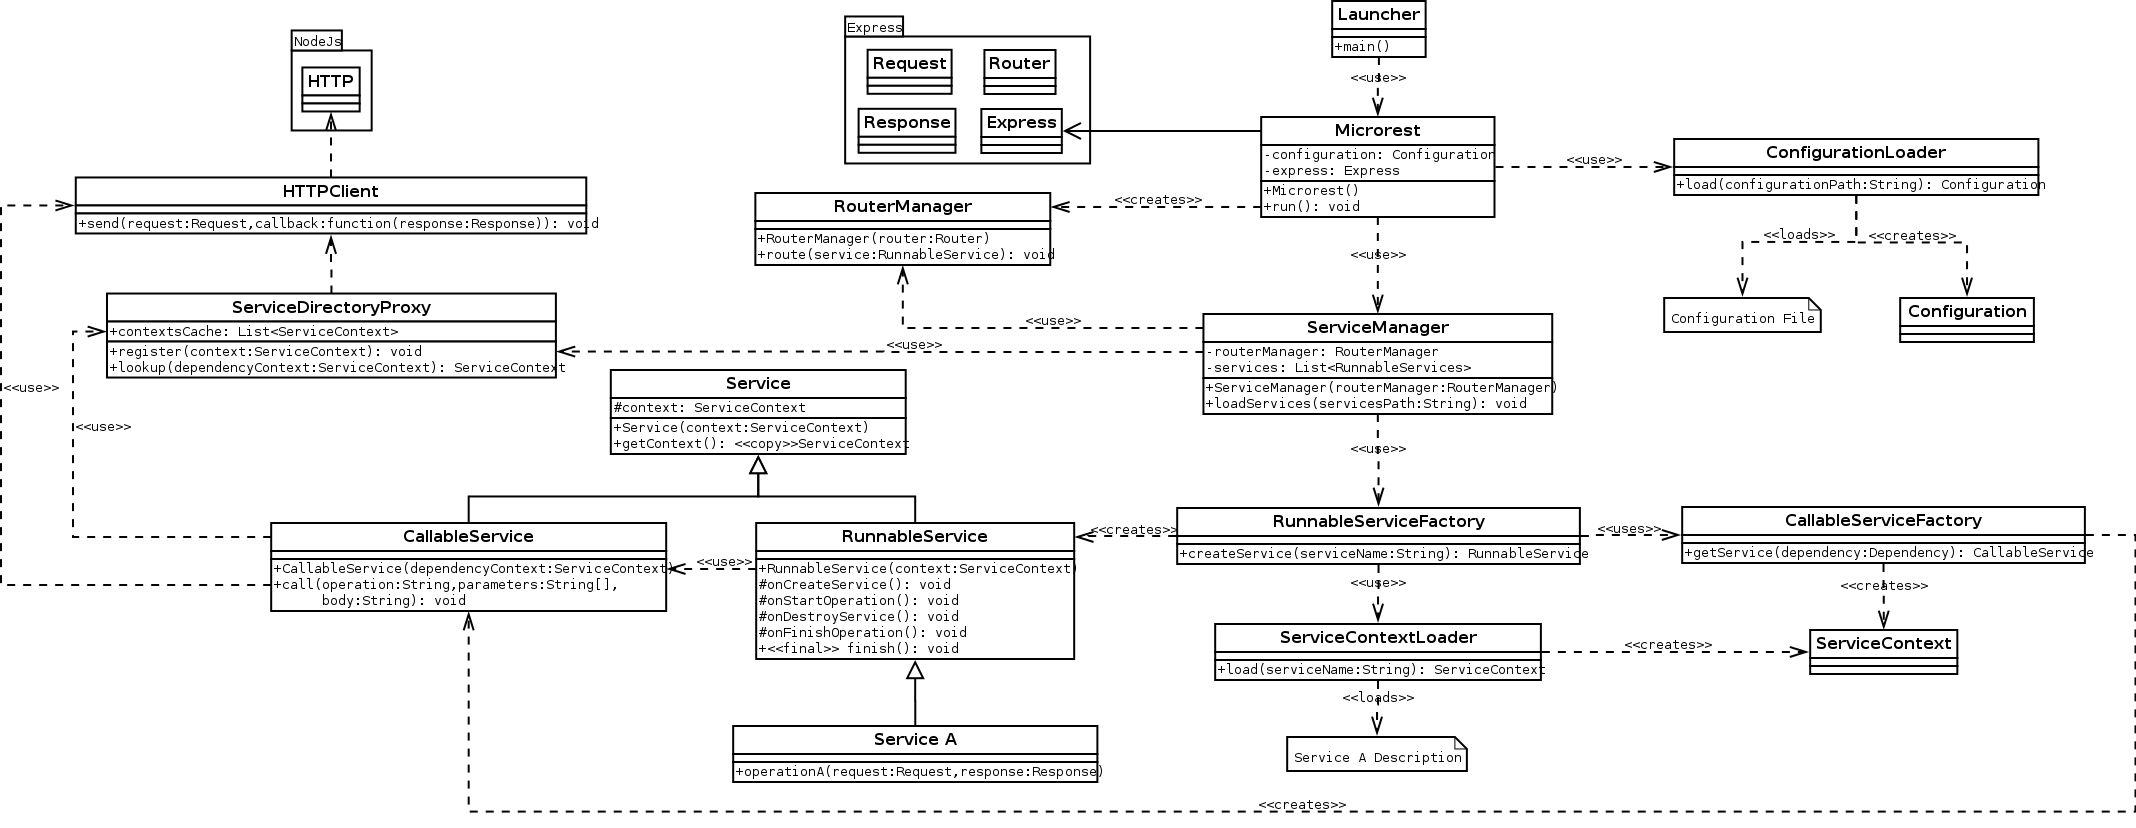 Launcher
+main()
<<use>>
NodeJs
HTTP
Express
Request
Router
Response
Express
Microrest
-configuration: Configuration
-express: Express
+Microrest()
+run(): void
<<use>>
ConfigurationLoader
+load(configurationPath:String): Configuration
<<loads>>
<<creates>>
Configuration File
Configuration
HTTPClient
+send(request:Request,callback:function(response:Response)): void
RouterManager
+RouterManager(router:Router)
+route(service:RunnableService): void
<<creates>>
<<use>>
ServiceDirectoryProxy
+contextsCache: List<ServiceContext>
+register(context:ServiceContext): void
+lookup(dependencyContext:ServiceContext): ServiceContext
<<use>>
<<use>>
ServiceManager
-routerManager: RouterManager
-services: List<RunnableServices>
+ServiceManager(routerManager:RouterManager)
+loadServices(servicesPath:String): void
<<use>>
<<use>>
Service
#context: ServiceContext
+Service(context:ServiceContext)
+getContext(): <<copy>>ServiceContext
<<use>>
CallableService
+CallableService(dependencyContext:ServiceContext)
+call(operation:String,parameters:String[],
body:String): void
<<use>>
RunnableService
+RunnableService(context:ServiceContext)
#onCreateService(): void
#onStartOperation(): void
#onDestroyService(): void
#onFinishOperation(): void
+<<final>> finish(): void
<<creates>>
RunnableServiceFactory
+createService(serviceName:String): RunnableService
<<uses>>
CallableServiceFactory
+getService(dependency:Dependency): CallableService
<<use>>
<<creates>>
ServiceContextLoader
+load(serviceName:String): ServiceContext
<<creates>>
ServiceContext
<<loads>>
Service A
+operationA(request:Request,response:Response)
Service A Description
<<creates>>